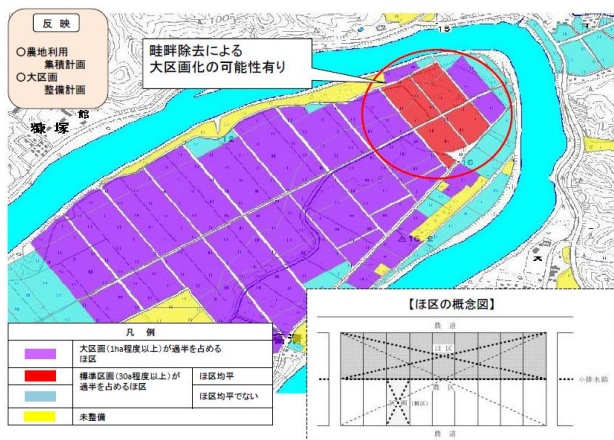 反 映
○農地利用
集積計画
○大区画
整備計画
畦畔除去による
大区画化の可能性有り
館
糠塚
【ほ区の概念図】
農 道
ほ 区
小排水路
農 区
農 道
凡 例
大区画(1ha程度以上)が過半を占める
ほ区
標準区画(30a程度以上)が
過半を占めるほ区
ほ区均平
ほ区均平でない
未整備